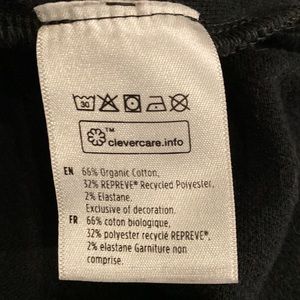 30
™
clevercare.info
EN 66% Organic Cotton,
32% REPREVE® Recycled Polyester,
2% Elastane.
Exclusive of decoration.
FR 66% coton biologique,
32% polyester recyclé REPREVE®,
2% elastane Garniture non
comprise.